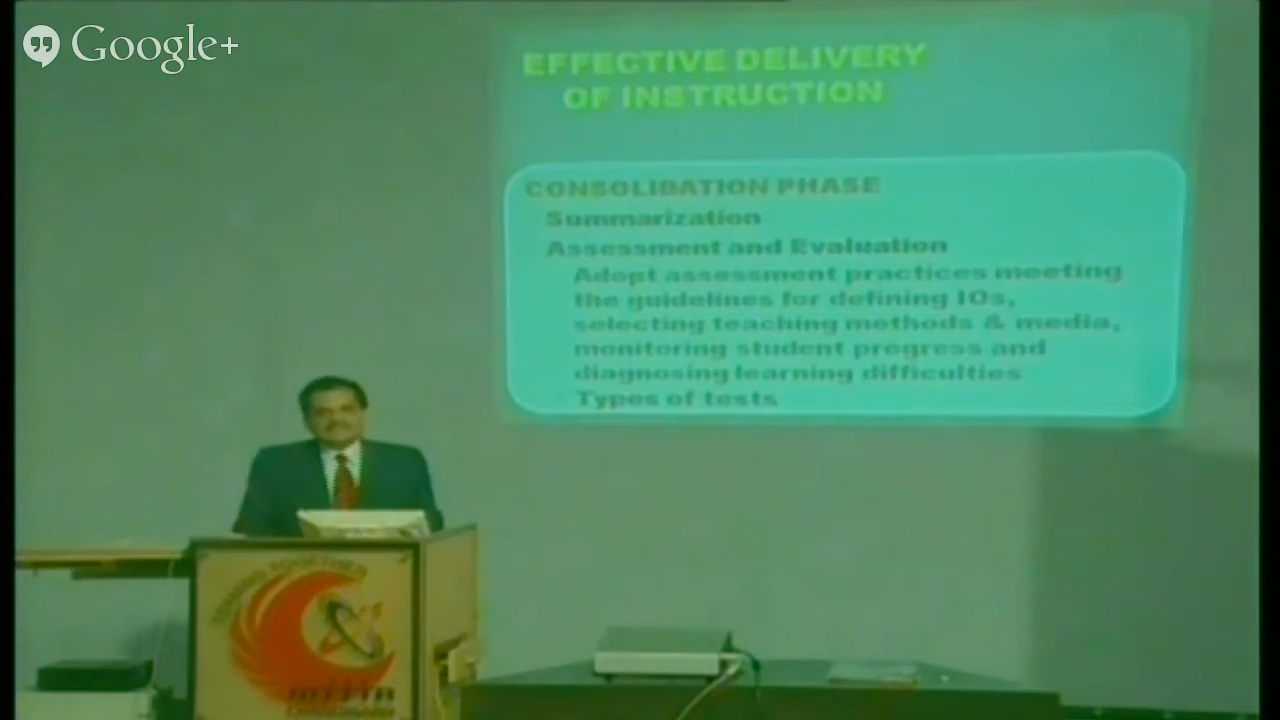 Google+
EFFECTIVE DELIVERY
OF INSTRUCTION
CONSOLIDATION PHASE
Summarization
Assessment and Evaluation
Adopt assessment practices meeting
the guidelines for defining IOs,
selecting teaching methods & media,
monitoring student progress and
diagnosing learning difficulties
Types of tests